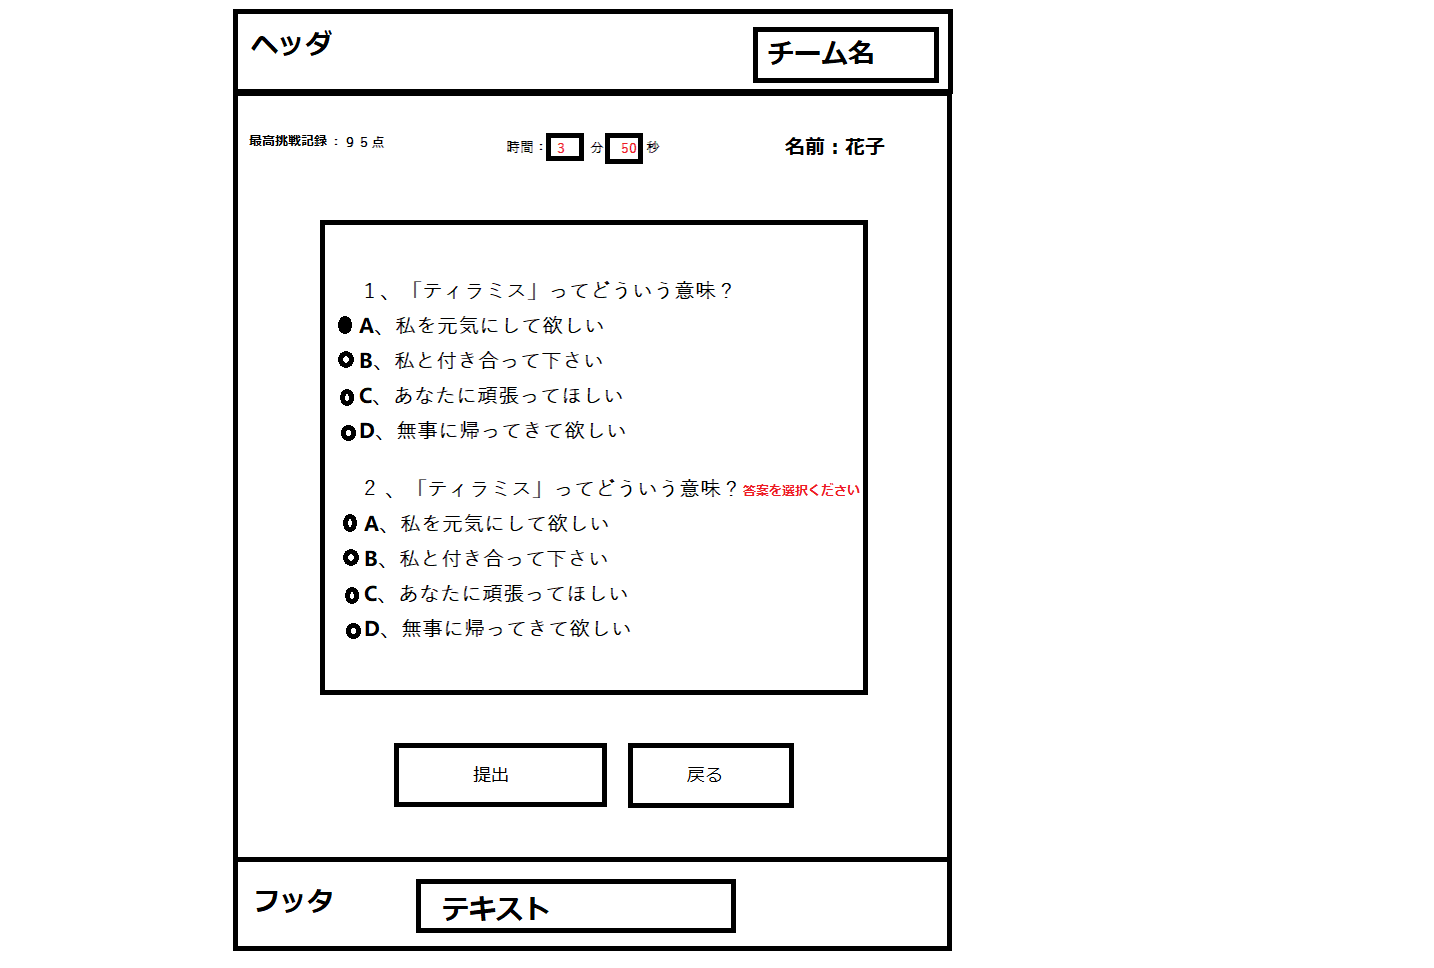 ヘッダ
チーム名
最高挑戦記録：９５点
時間：3 分 50 秒
名前：花子
１、「ティラミス」ってどういう意味？
A、私を元気にして欲しい
B、私と付き合って下さい
C、あなたに頑張ってほしい
D、無事に帰ってきて欲しい
２、「ティラミス」ってどういう意味？答案を選択ください
A、私を元気にして欲しい
B、私と付き合って下さい
C、あなたに頑張ってほしい
D、無事に帰ってきて欲しい
提出
戻る
フッタ
テキスト